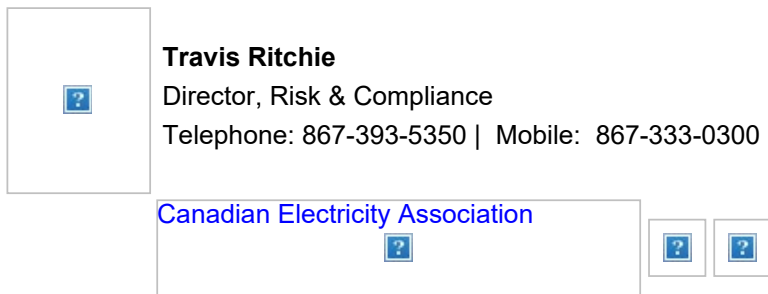 Travis Ritchie
Director, Risk & Compliance
Telephone: 867-393-5350 | Mobile: 867-333-0300
Canadian Electricity Association